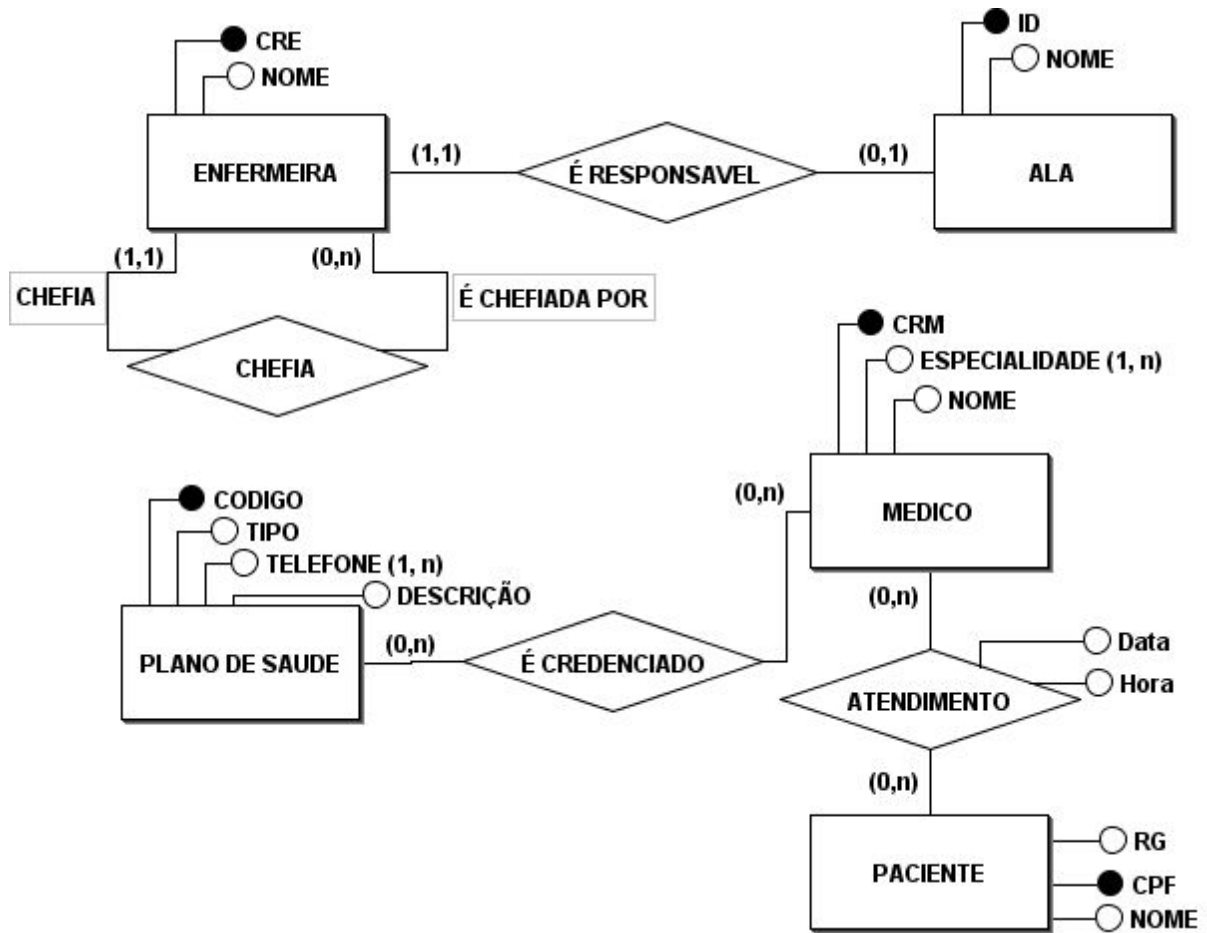 CRE
NOME
ENFERMEIRA
(1,1)
É RESPONSAVEL
(0,1)
ID
NOME
ALA
(1,1)
(0,n)
CHEFIA
É CHEFIADA POR
CHEFIA
CRM
ESPECIALIDADE (1, n)
NOME
MEDICO
(0,n)
CODIGO
TIPO
TELEFONE (1, n)
DESCRIÇÃO
PLANO DE SAUDE
(0,n)
É CREDENCIADO
(0,n)
Data
Hora
ATENDIMENTO
(0,n)
PACIENTE
RG
CPF
NOME